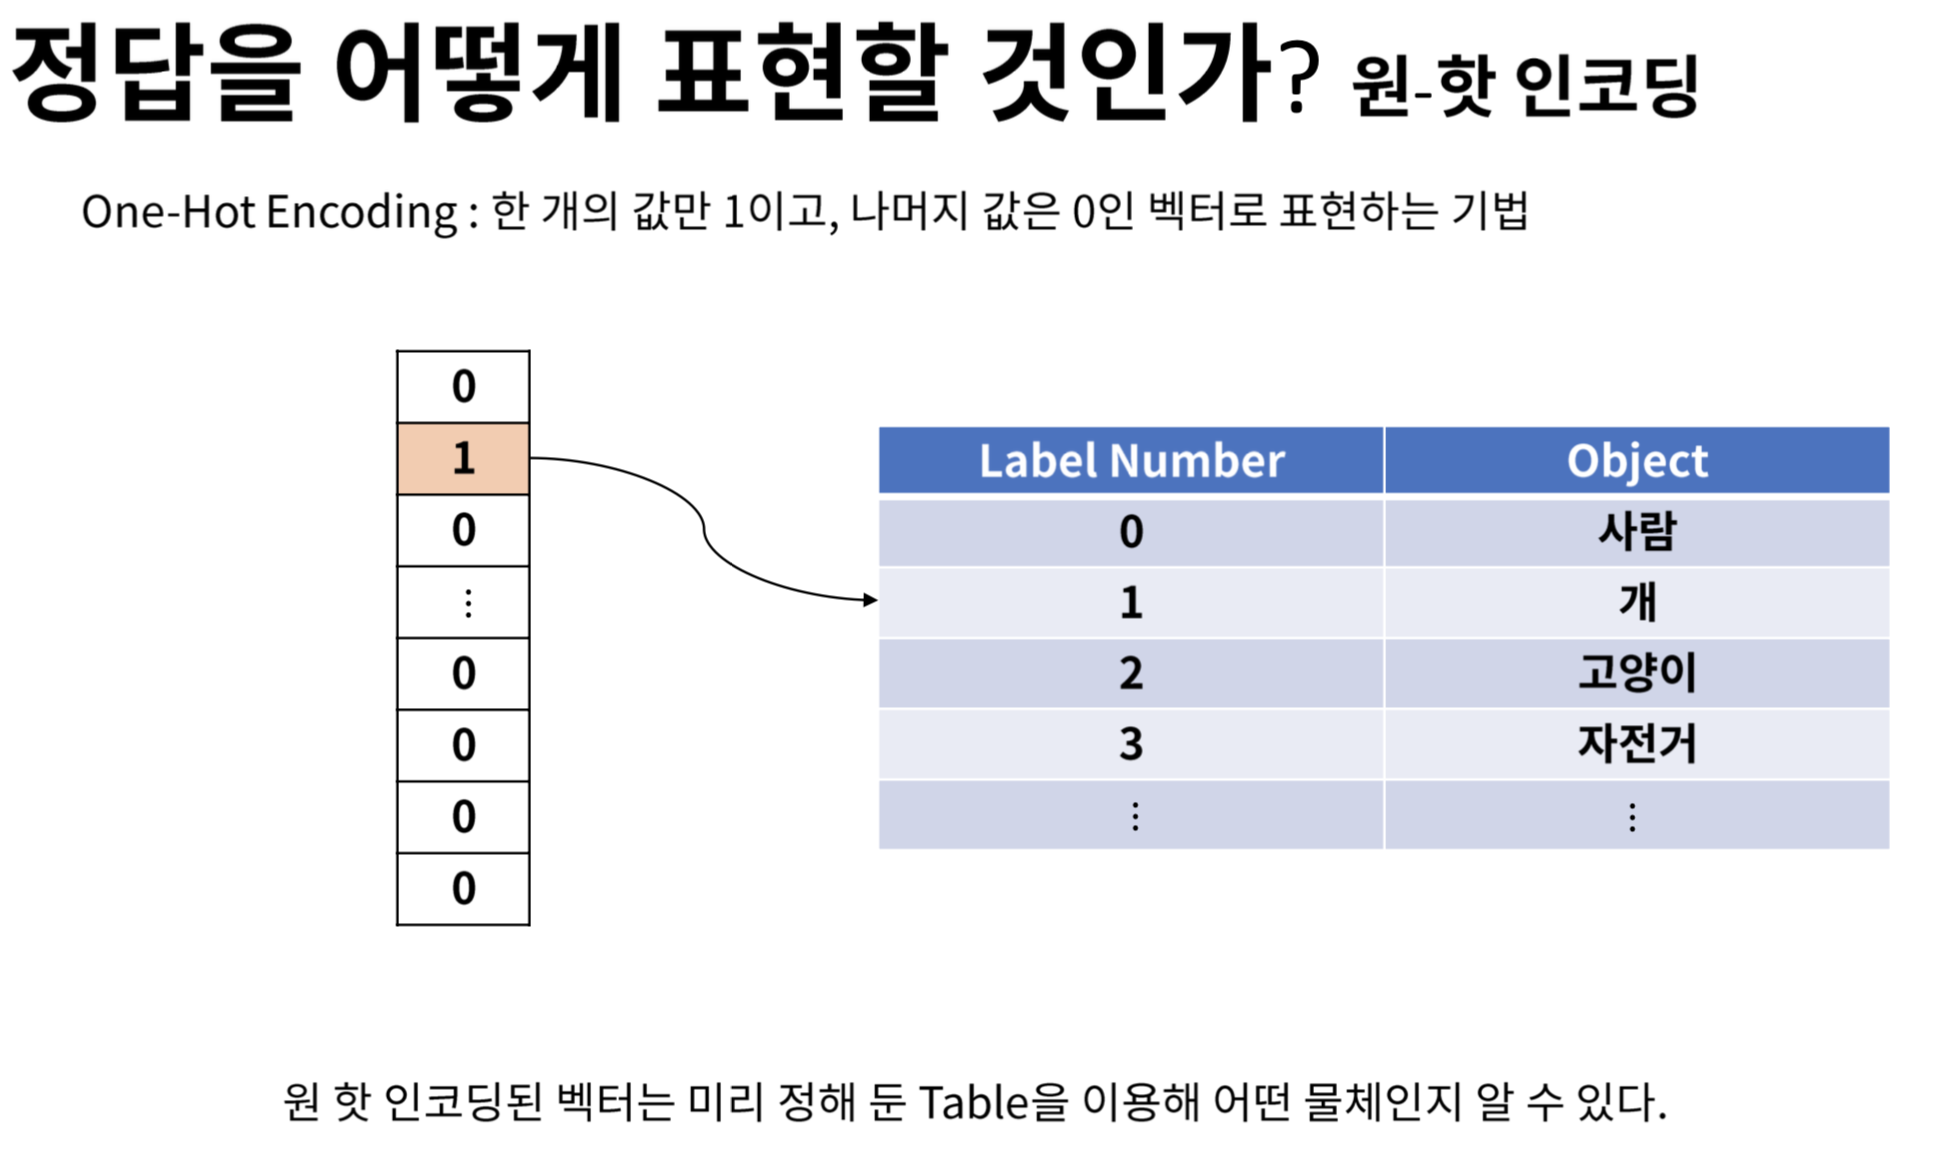 정답을 어떻게 표현할 것인가? 원-핫 인코딩
One-Hot Encoding : 한 개의 값만 1이고, 나머지 값은 0인 벡터로 표현하는 기법
0
1
0
⋮
0
0
0
0
Label Number Object
0 사람
1 개
2 고양이
3 자전거
⋮ ⋮
원 핫 인코딩된 벡터는 미리 정해 둔 Table을 이용해 어떤 물체인지 알 수 있다.